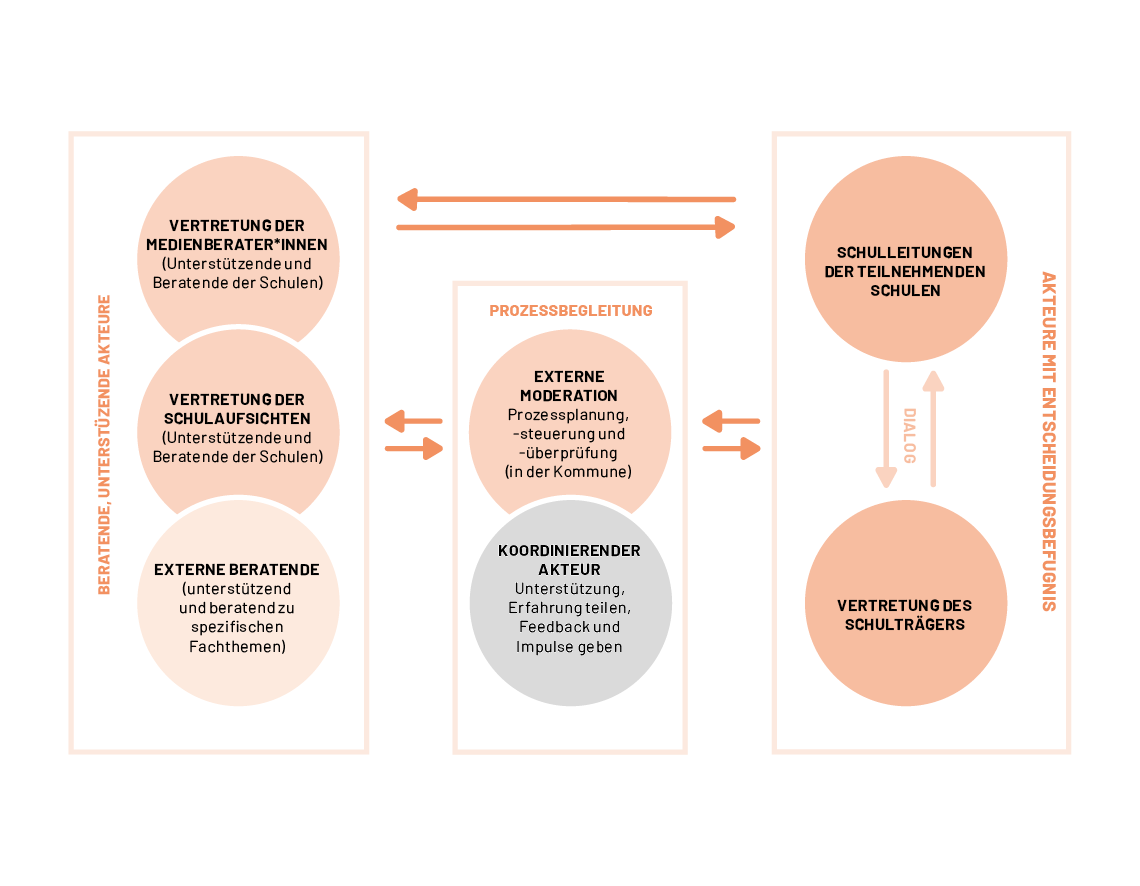 BERATENDE, UNTERSTÜZENDE AKTEURE
VERTRETUNG DER
MEDIENBERATER*INNEN
(Unterstützende und
Beratende der Schulen)
VERTRETUNG DER
SCHULAUFSICHTEN
(Unterstützende und
Beratende der Schulen)
EXTERNE BERATENDE
(unterstützend
und beratend zu
spezifischen
Fachthemen)
PROZESSBEGLEITUNG
EXTERNE
MODERATION
Prozessplanung,
-steuerung und
-überprüfung
(in der Kommune)
KOORDINIERENDER
AKTEUR
Unterstützung,
Erfahrung teilen,
Feedback und
Impulse geben
SCHULLEITUNGEN
DER TEILNEHMENDEN
SCHULEN
DIALOG
VERTRETUNG DES
SCHULTRÄGERS
AKTEURE MIT ENTSCHEIDUNGSBEFUGNIS